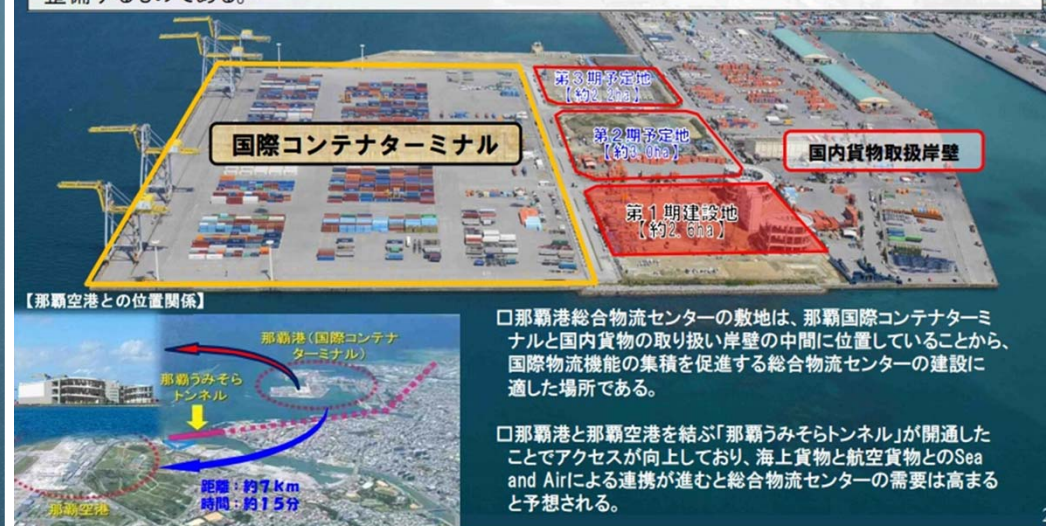 整備するものである。
第3期予定地
【約2.2ha】
第2期予定地
【約3.0ha】
国際コンテナターミナル
国内貨物取扱岸壁
第1期建設地
【約2.6ha】
【那覇空港との位置関係】
那覇港(国際コンテナ
ターミナル)
那覇うみそら
トンネル
距離:約7km
時間:約15分
那覇空港
□那覇港総合物流センターの敷地は、那覇国際コンテナターミ
ナルと国内貨物の取り扱い岸壁の中間に位置していることから、
国際物流機能の集積を促進する総合物流センターの建設に
適した場所である。
□那覇港と那覇空港を結ぶ「那覇うみそらトンネル」が開通した
ことでアクセスが向上しており、海上貨物と航空貨物とのSea
and Airによる連携が進むと総合物流センターの需要は高まる
と予想される。